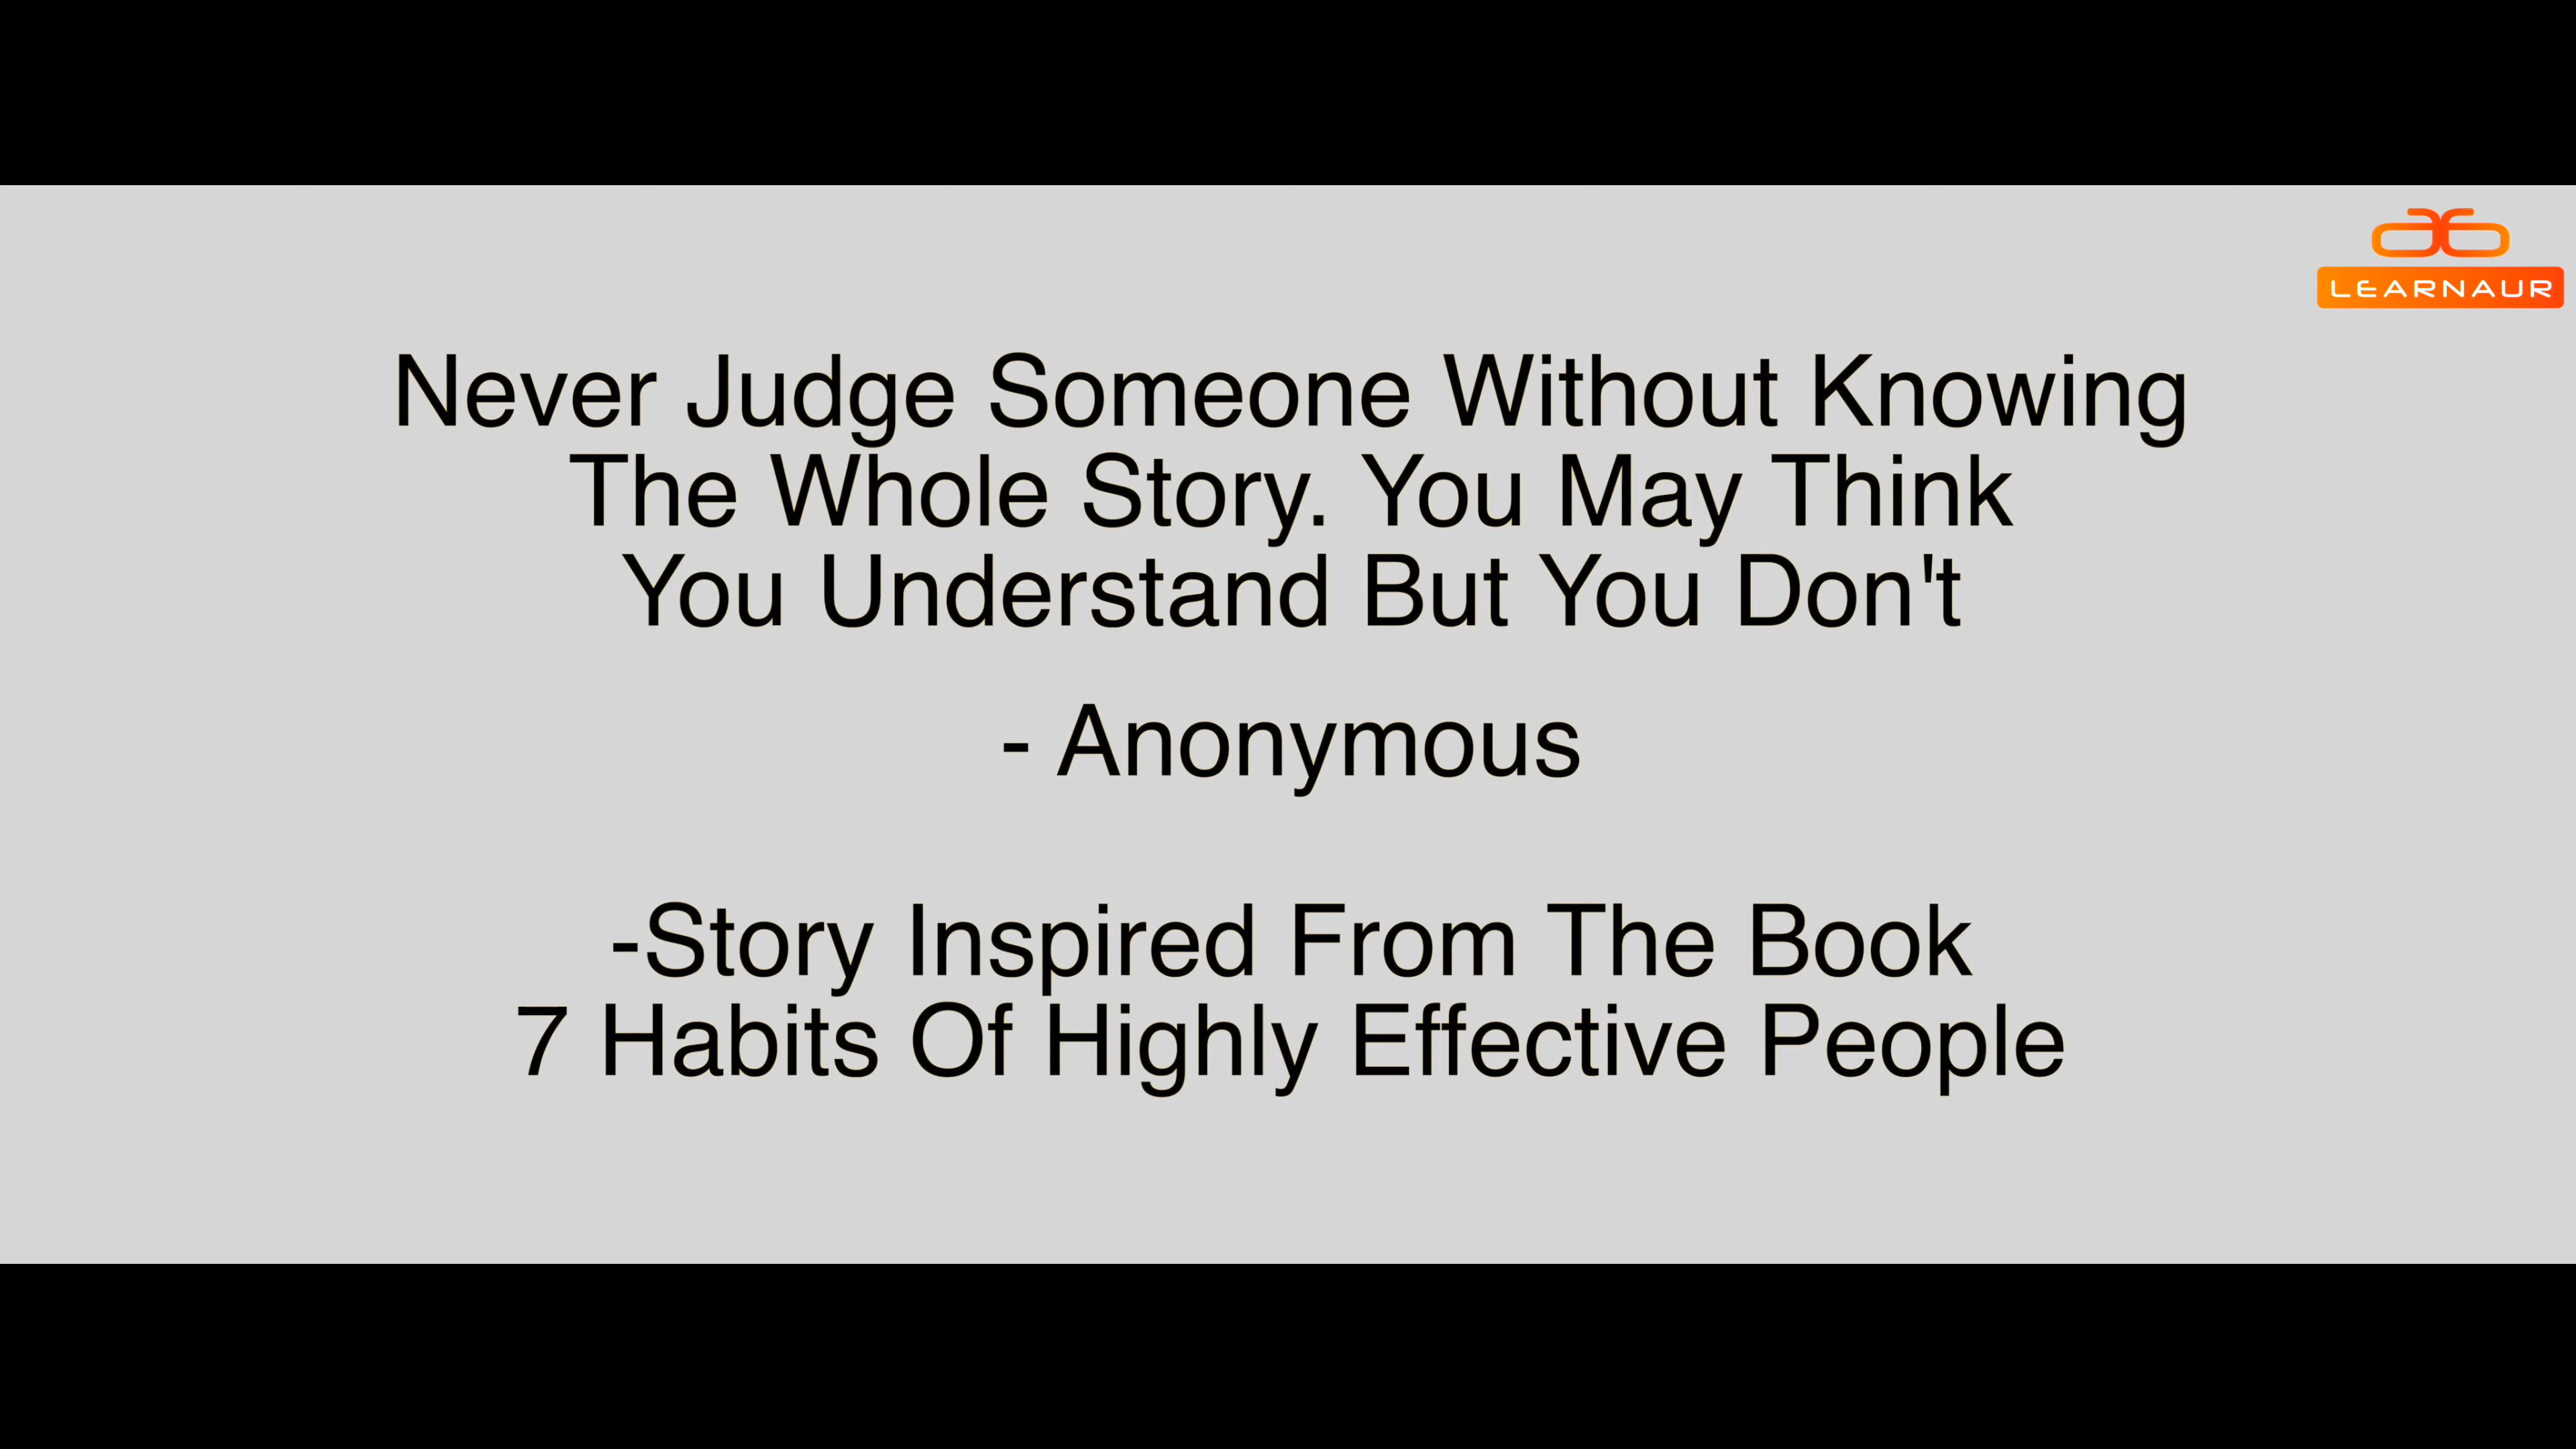 LEARNAUR
Never Judge Someone Without Knowing
The Whole Story. You May Think
You Understand But You Don't
- Anonymous
-Story Inspired From The Book
7 Habits Of Highly Effective People